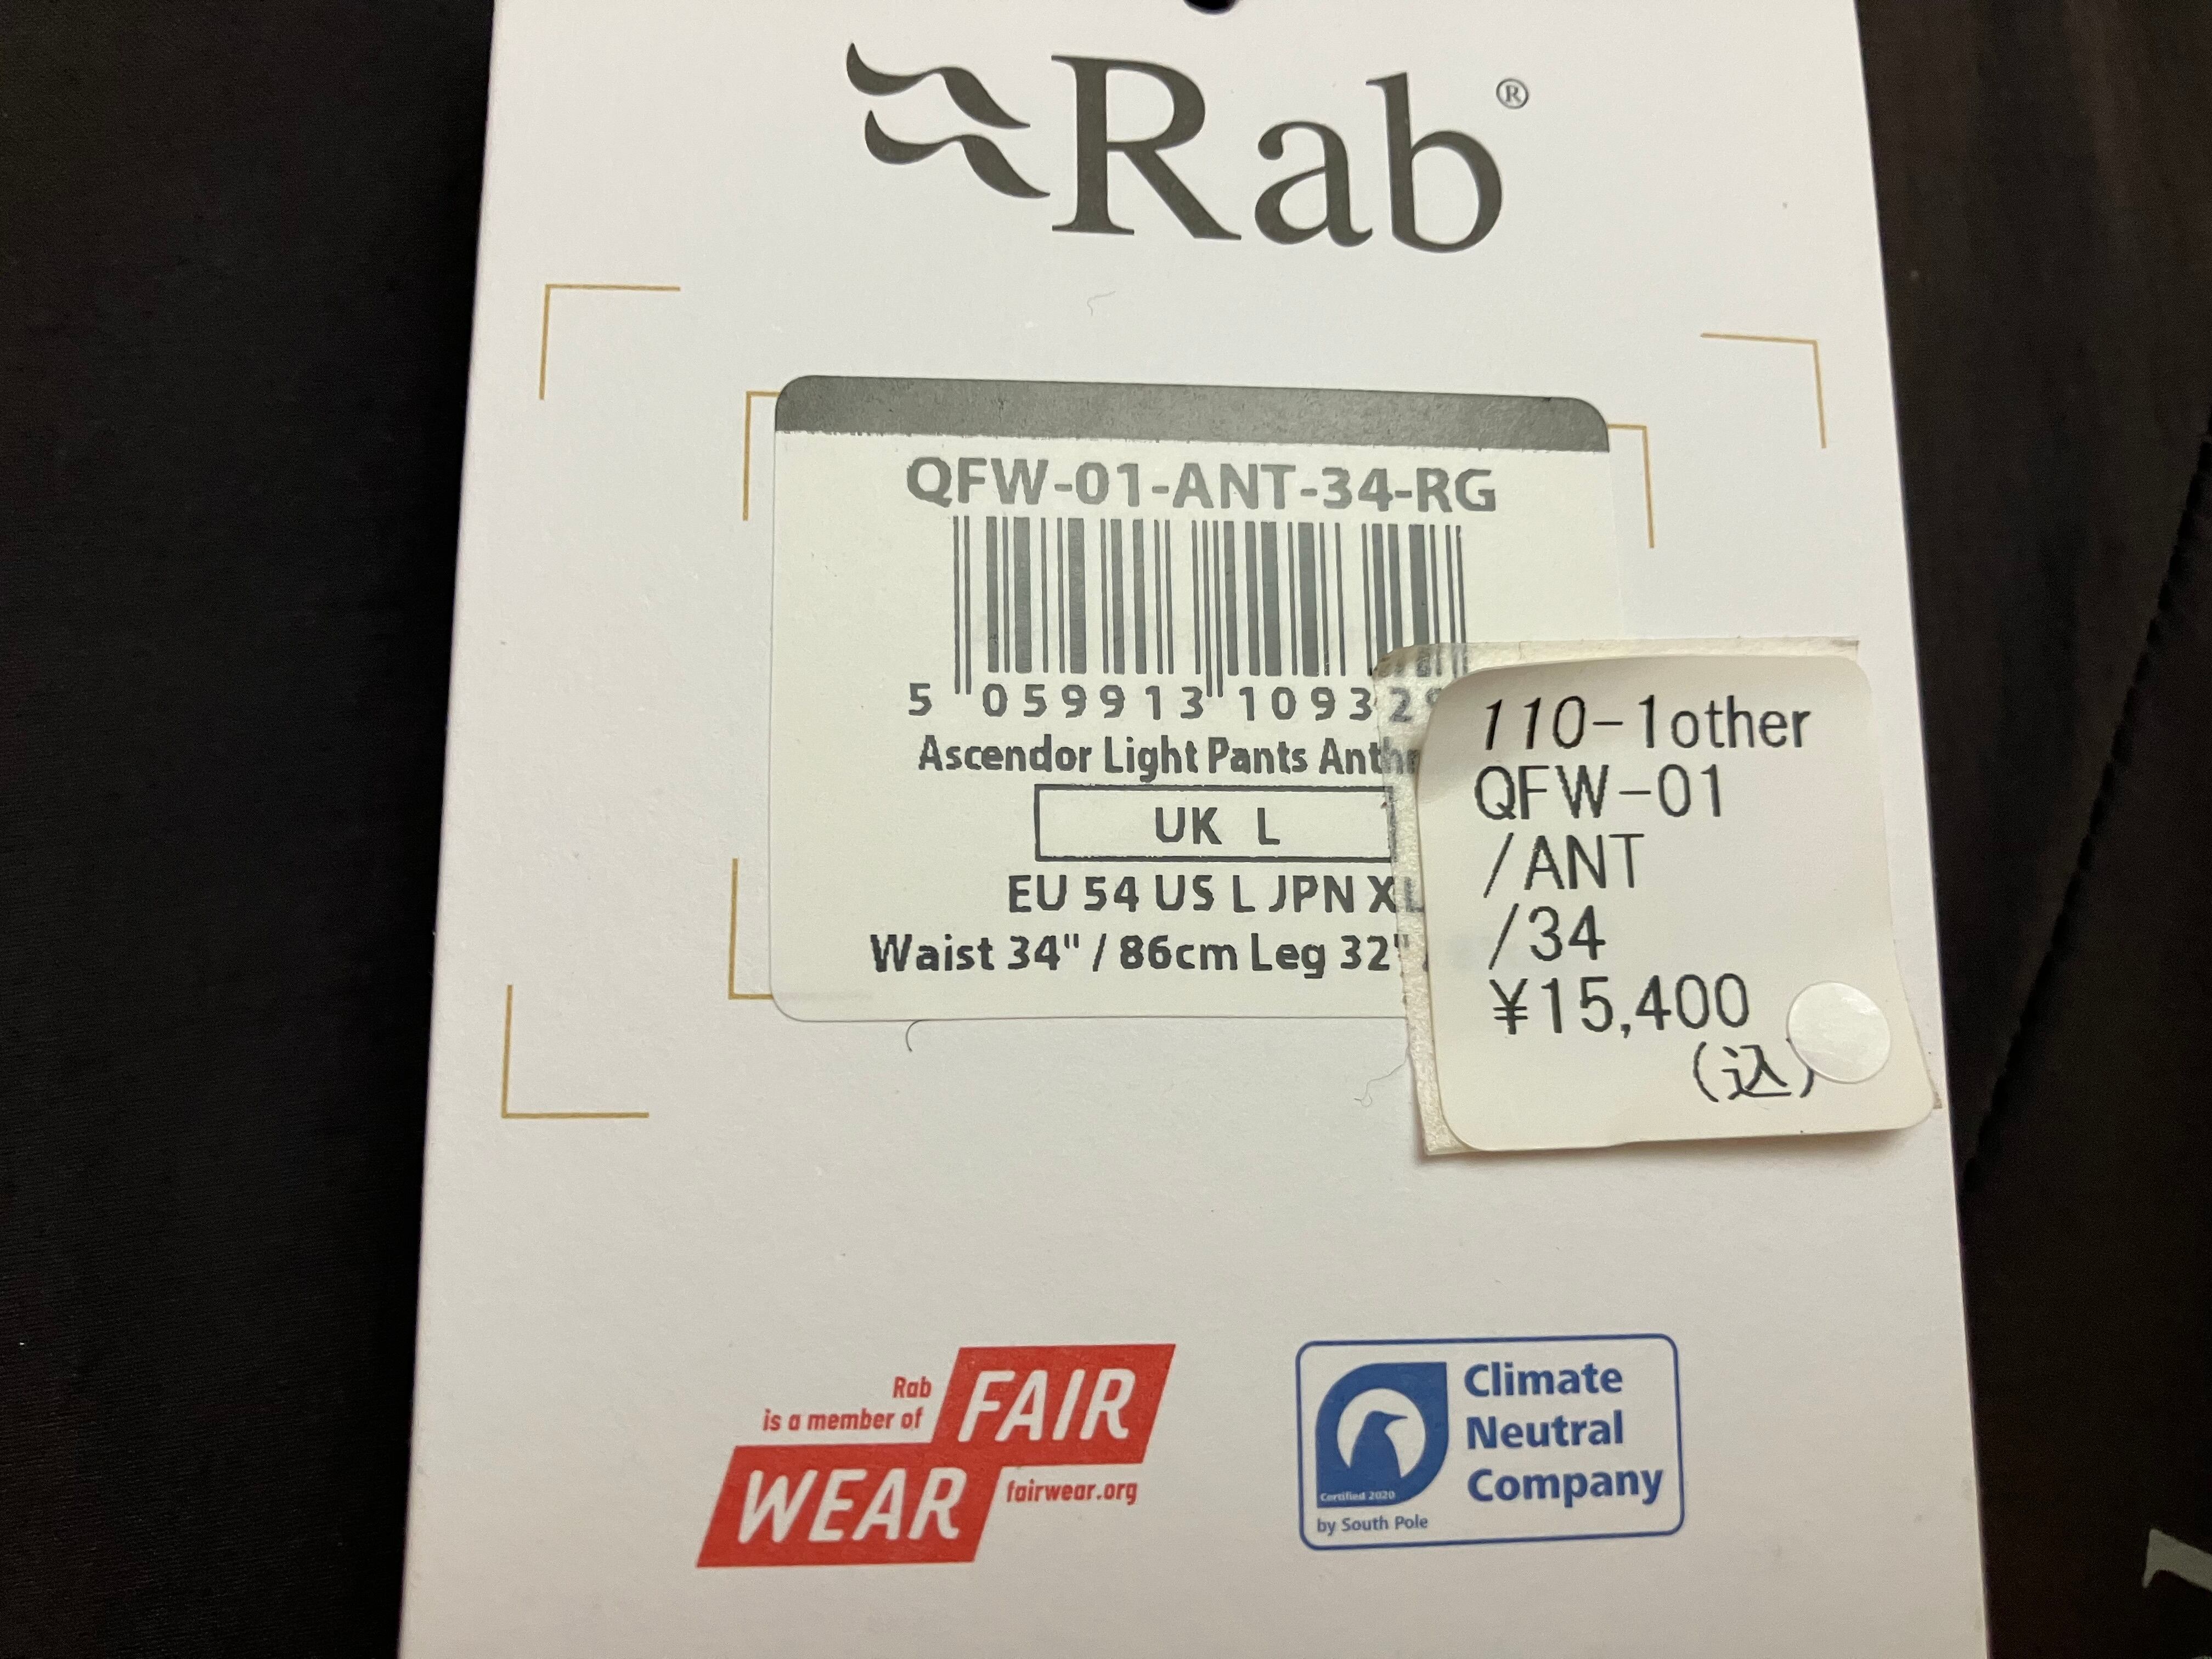 Rab®
QFW-01-ANT-34-RG
5 059913 10932
Ascendor Light Pants
UK L
EU 54 US L JPN XL
Waist 34" / 86cm Leg 32"
110-1other
QFW-01
/ANT
/34
¥15,400
(込)
Rab
is a member of
FAIR
WEAR
fairwear.org
Climate
Neutral
Company
Certified 2020
by South Pole